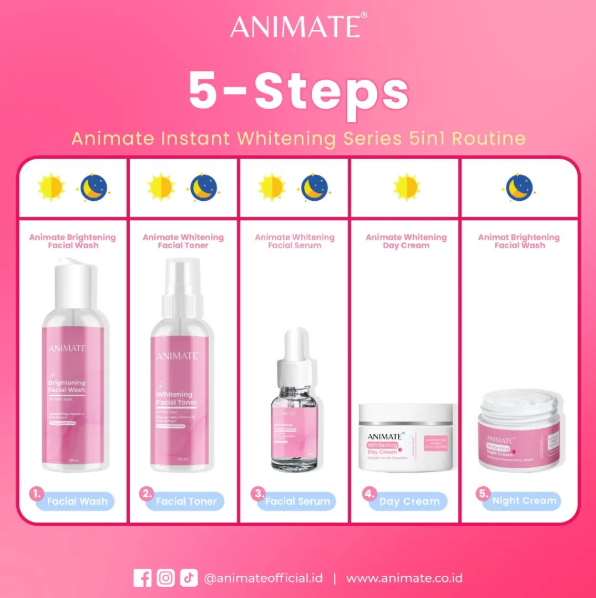 ANIMATE®
5-Steps
Animate Instant Whitening Series 5in1 Routine
Animate Brightening
Facial Wash
Animate Whitening
Facial Toner
Animate Whitening
Facial Serum
Animate Whitening
Day Cream
Animat Brightening
Facial Wash
ANIMATE
Brightening
Facial Wash
ANIMATE
Whitening
Facial Toner
ANIMATE®
Whitening
Day Cream
ANIMATE
Night Cream
1. Facial Wash
2. Facial Toner
3. Facial Serum
4. Day Cream
5. Night Cream
@animateofficial.id | www.animate.co.id